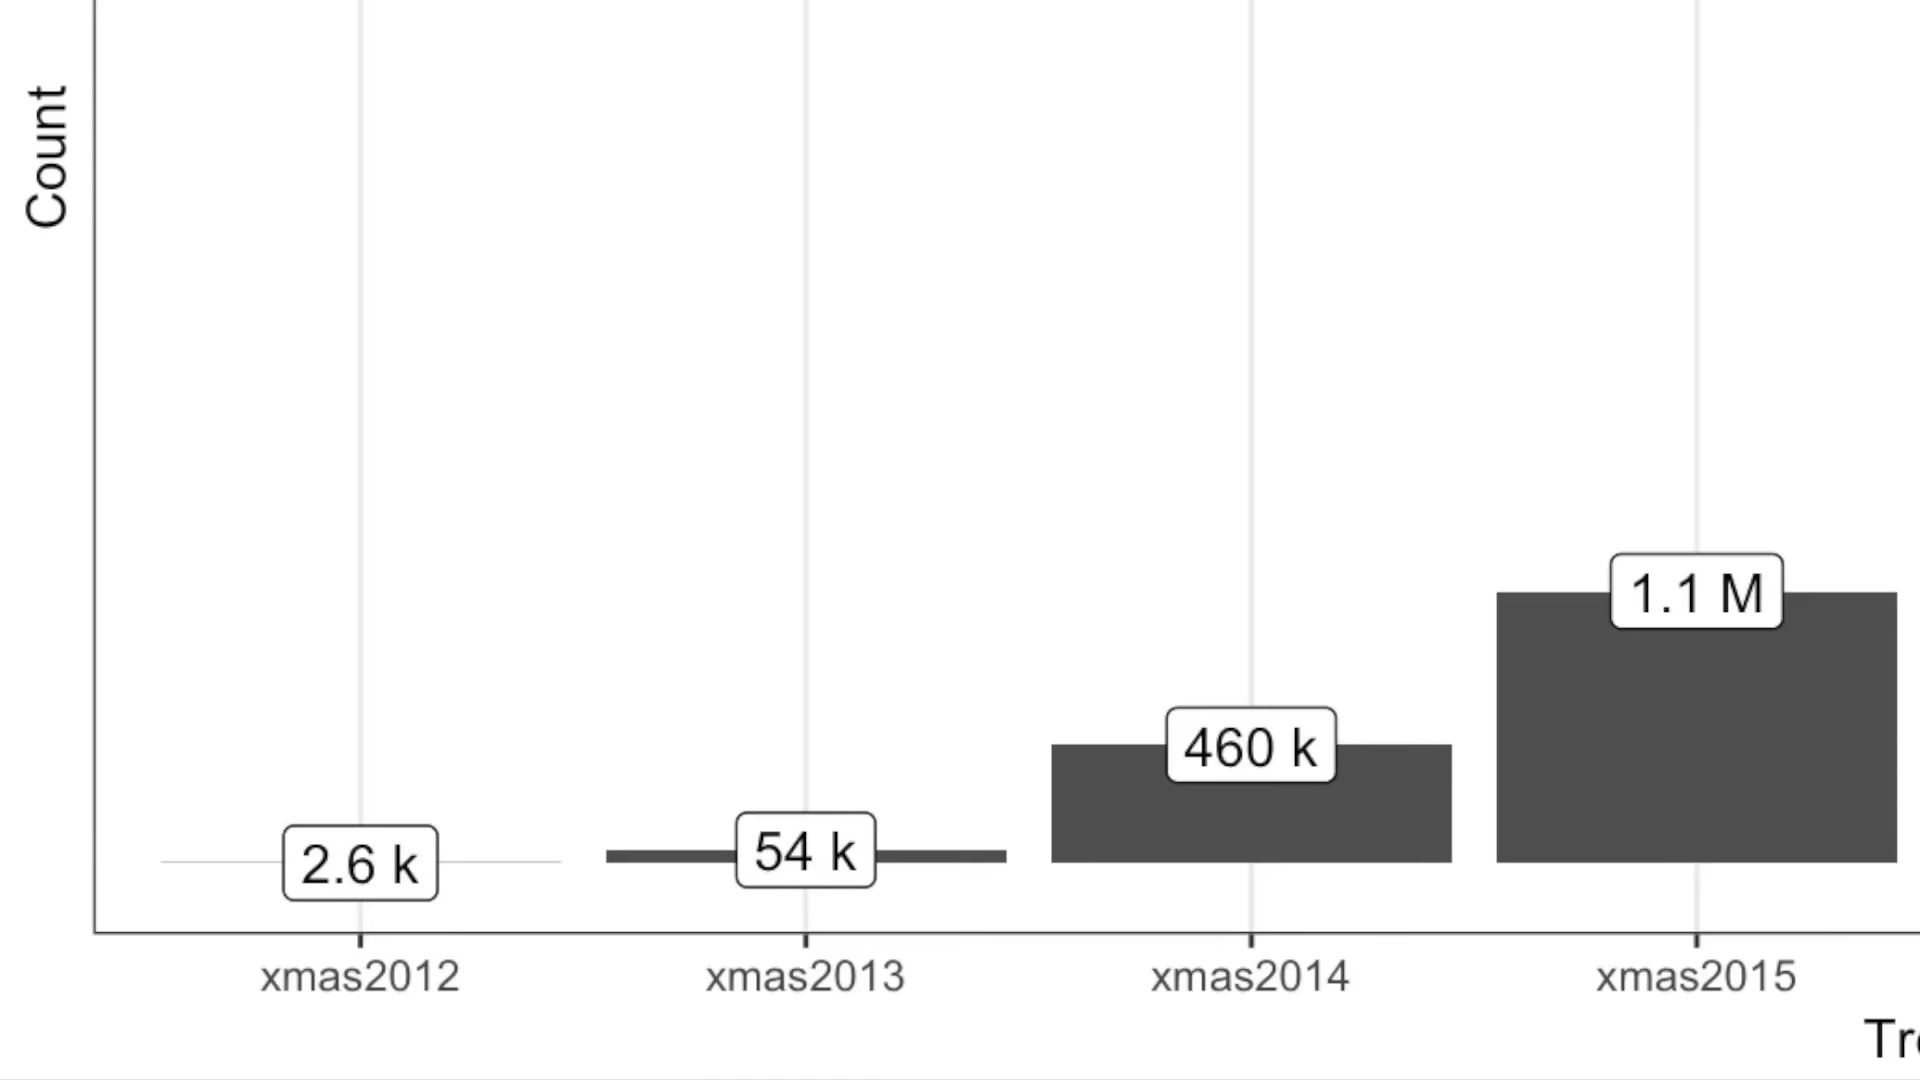 Count
1.1 M
460 k
54 k
2.6 k
xmas2012 xmas2013 xmas2014 xmas2015